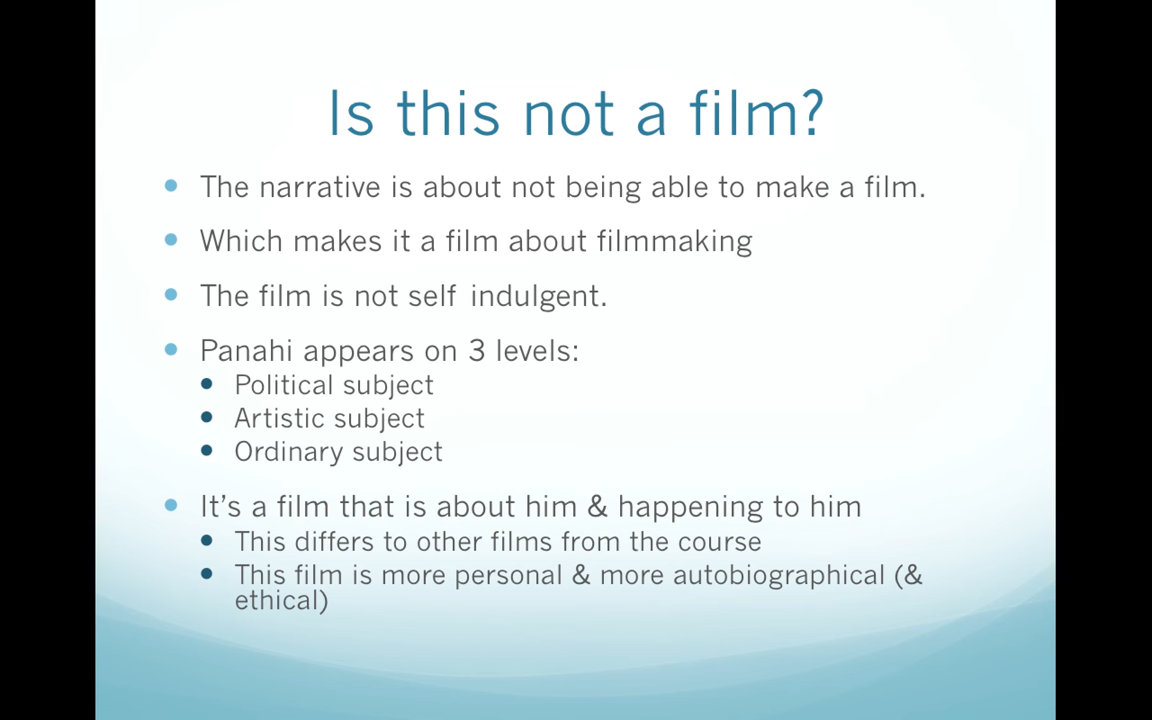 Is this not a film?
The narrative is about not being able to make a film.
Which makes it a film about filmmaking
The film is not self indulgent.
Panahi appears on 3 levels:
Political subject
Artistic subject
Ordinary subject
It's a film that is about him & happening to him
This differs to other films from the course
This film is more personal & more autobiographical (&
ethical)